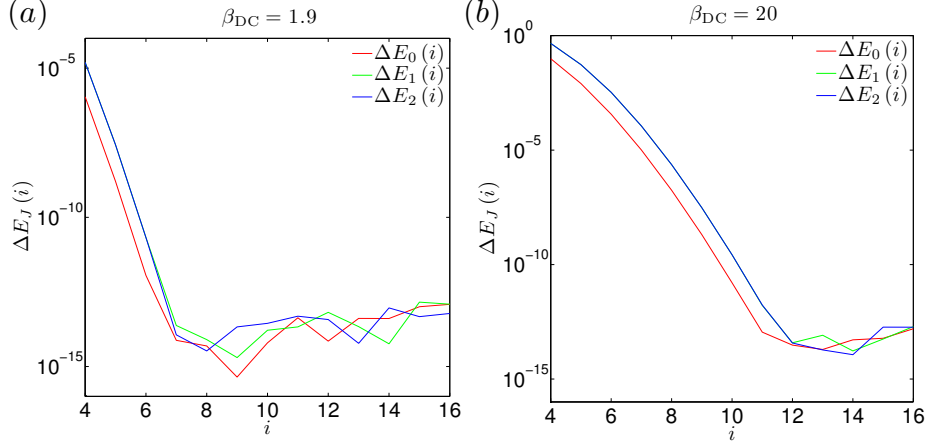 (a)
β_DC = 1.9
ΔE_J (i)
10^-5
10^-10
10^-15
ΔE_0 (i)
ΔE_1 (i)
ΔE_2 (i)
4 6 8 10 12 14 16
i
(b)
β_DC = 20
ΔE_J (i)
10^0
10^-5
10^-10
10^-15
ΔE_0 (i)
ΔE_1 (i)
ΔE_2 (i)
4 6 8 10 12 14 16
i